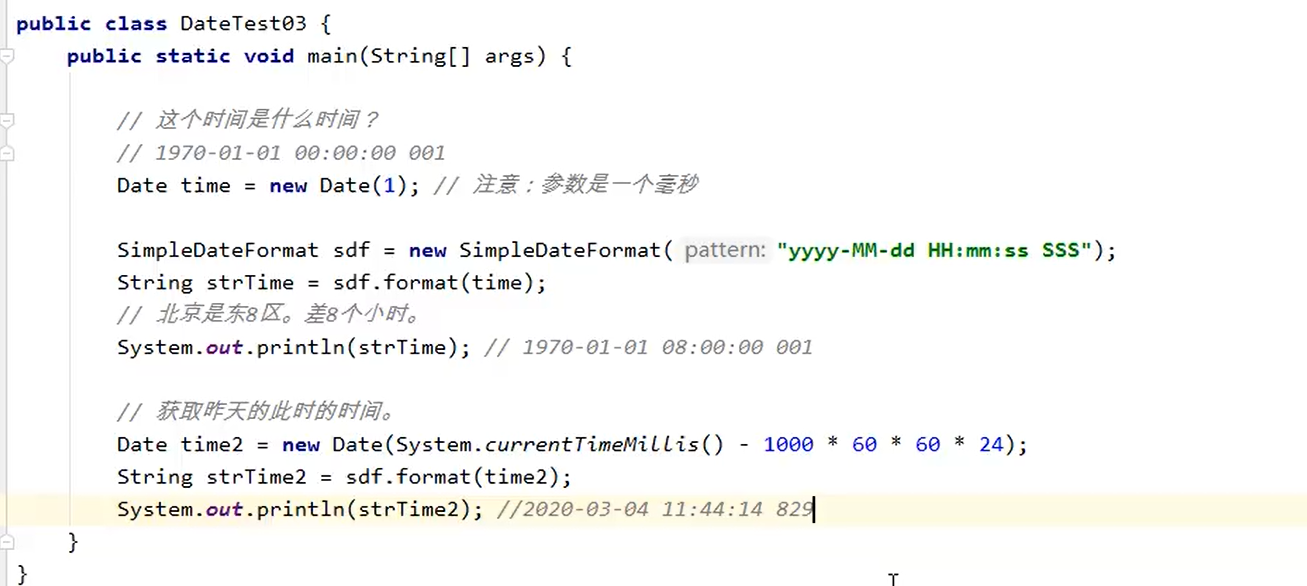 public class DateTest03 {
public static void main(String[] args) {
// 这个时间是什么时间？
// 1970-01-01 00:00:00 001
Date time = new Date(1); // 注意：参数是一个毫秒
SimpleDateFormat sdf = new SimpleDateFormat( pattern: "yyyy-MM-dd HH:mm:ss SSS");
String strTime = sdf.format(time);
// 北京是东8区。差8个小时。
System.out.println(strTime); // 1970-01-01 08:00:00 001
// 获取昨天的此时的时间。
Date time2 = new Date(System.currentTimeMillis() - 1000 * 60 * 60 * 24);
String strTime2 = sdf.format(time2);
System.out.println(strTime2); //2020-03-04 11:44:14 829
}
}